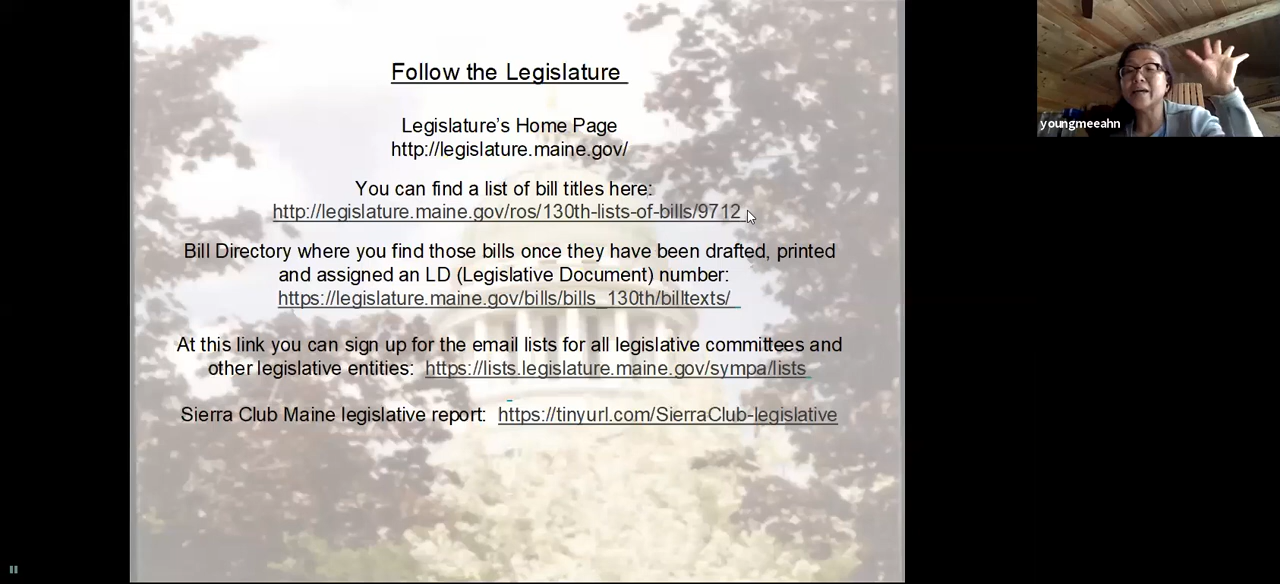 Follow the Legislature
Legislature's Home Page
http://legislature.maine.gov/
You can find a list of bill titles here:
http://legislature.maine.gov/ros/130th-lists-of-bills/9712
Bill Directory where you find those bills once they have been drafted, printed
and assigned an LD (Legislative Document) number:
https://legislature.maine.gov/bills/bills_130th/billtexts/
At this link you can sign up for the email lists for all legislative committees and
other legislative entities: https://lists.legislature.maine.gov/sympa/lists
Sierra Club Maine legislative report: https://tinyurl.com/SierraClub-legislative
youngmeeahn